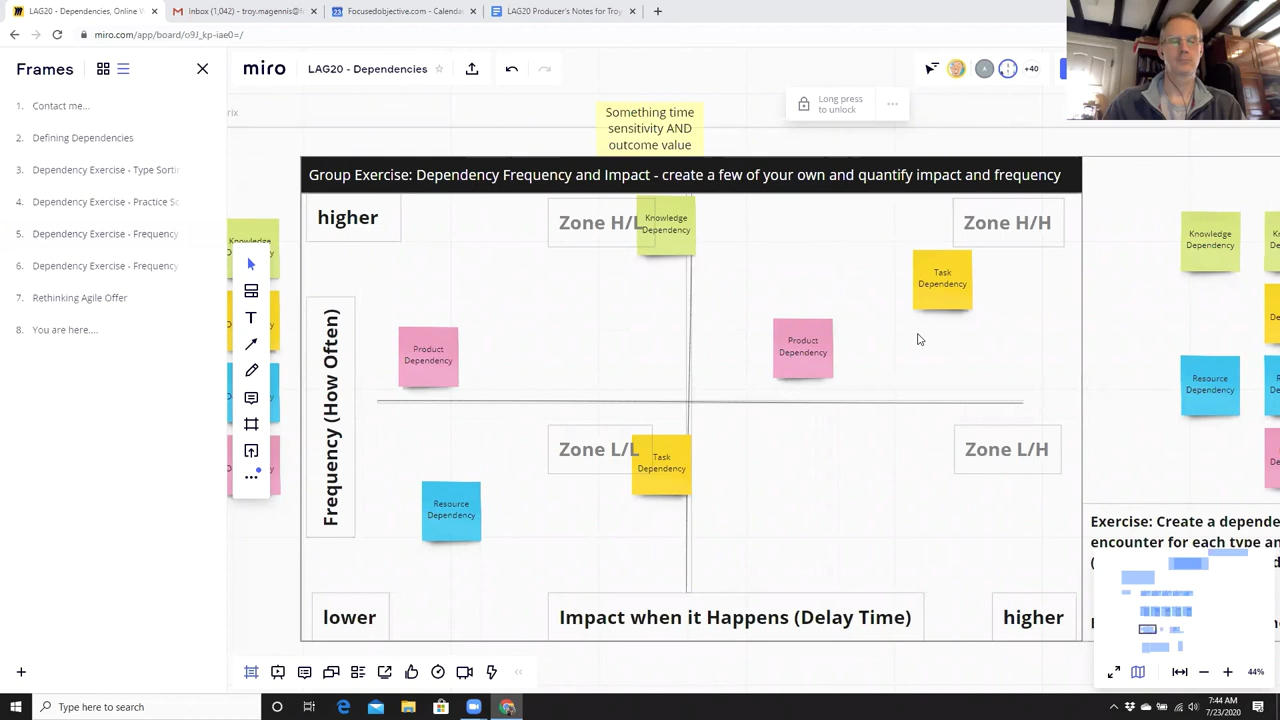 LAG20 - Dependencies, Online W
Inbox (1,042) - troy.magennis@f
Focusedobjective.com - Calenda
LAG20 Producer's Notes for Troy
miro.com/app/board/o9J_kp-iae0=/
Frames
miro
LAG20 - Dependencies
+40
Long press
to unlock
1. Contact me...
2. Defining Dependencies
3. Dependency Exercise - Type Sortin
4. Dependency Exercise - Practice Sc
5. Dependency Exercise - Frequency
6. Dependency Exercise - Frequency
7. Rethinking Agile Offer
8. You are here....
rix
Something time
sensitivity AND
outcome value
Group Exercise: Dependency Frequency and Impact - create a few of your own and quantify impact and frequency
higher
Zone H/L
Knowledge
Dependency
Zone H/H
Task
Dependency
Product
Dependency
Product
Dependency
Frequency (How Often)
Zone L/L
Task
Dependency
Zone L/H
Resource
Dependency
lower
Impact when it Happens (Delay Time)
higher
Knowledge
Dependency
Resource
Dependency
Exercise: Create a depende
encounter for each type an
44%
Type here to search
7:44 AM
7/23/2020